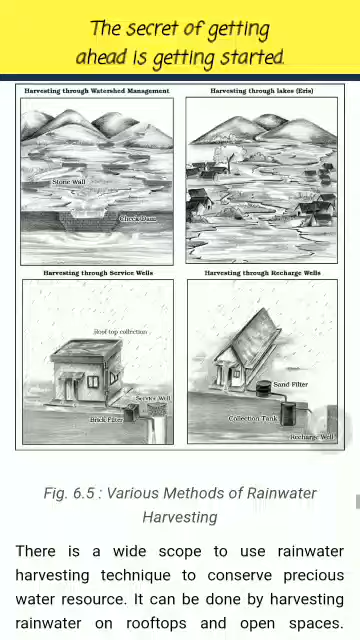 The secret of getting
ahead is getting started.
Harvesting through Watershed Management
Harvesting through lakes (Eris)
Stone Wall
Check Dam
Harvesting through Service Wells
Harvesting through Recharge Wells
Roof top collection
Service Well
Brick Filter
Sand Filter
Collection Tank
Recharge Well
Fig. 6.5 : Various Methods of Rainwater
Harvesting
There is a wide scope to use rainwater
harvesting technique to conserve precious
water resource. It can be done by harvesting
rainwater on rooftops and open spaces.